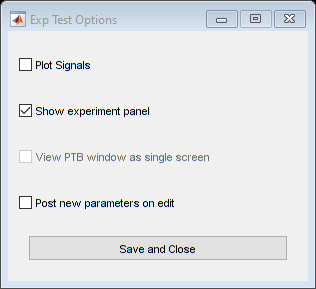 Exp Test Options
Plot Signals
Show experiment panel
View PTB window as single screen
Post new parameters on edit
Save and Close